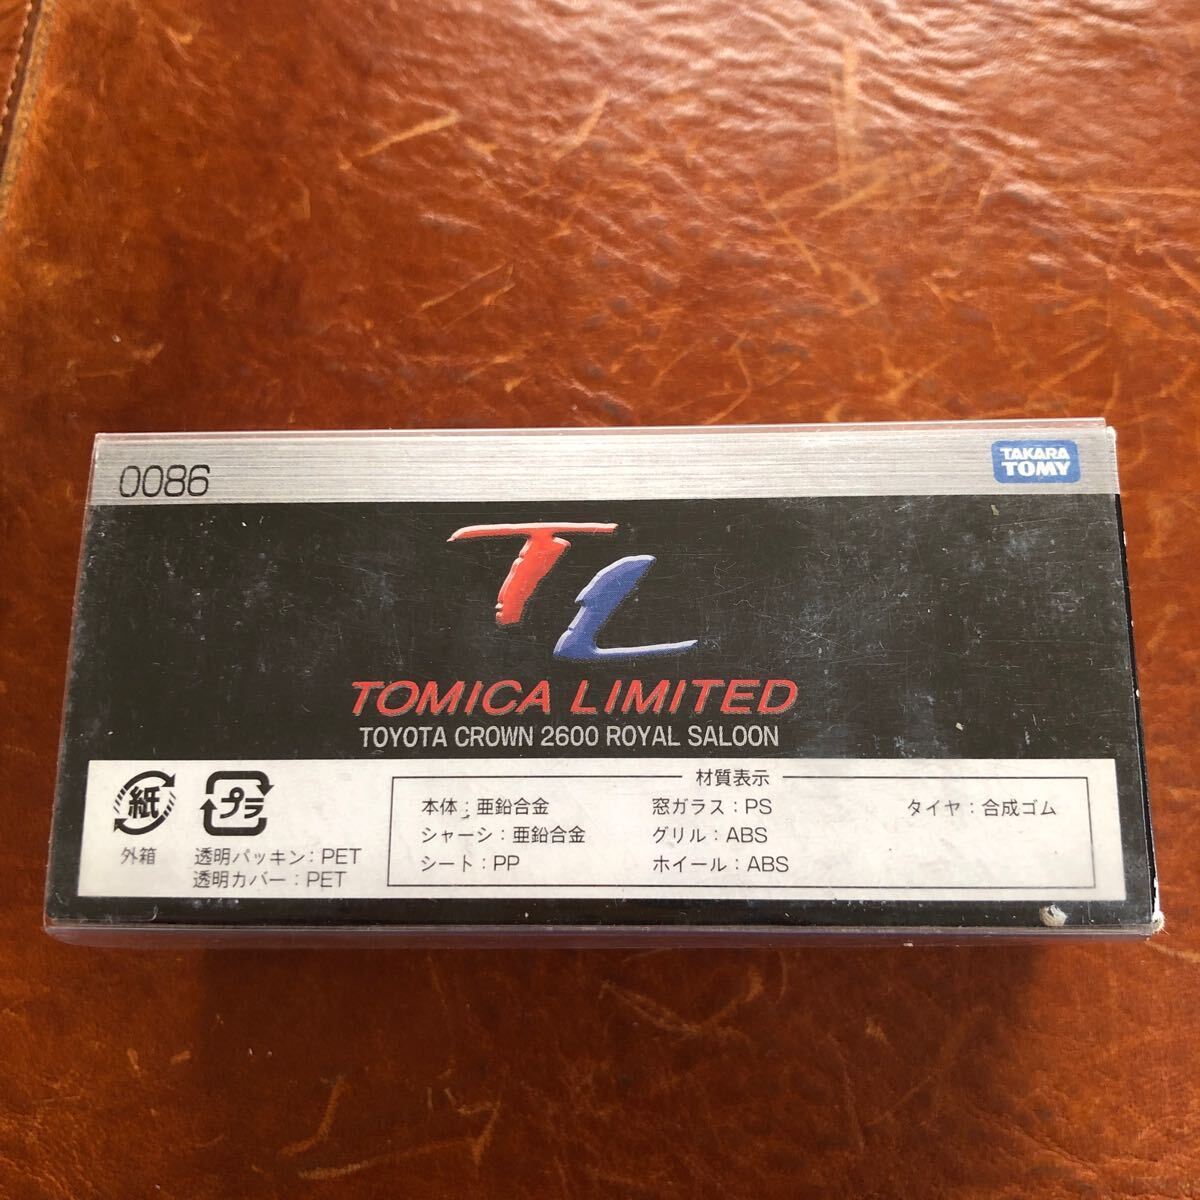 0086
TAKARA
TOMY
TL
TOMICA LIMITED
TOYOTA CROWN 2600 ROYAL SALOON
紙
外箱
プラ
透明パッキン：PET
透明カバー：PET
材質表示
本体：亜鉛合金
シャーシ：亜鉛合金
シート：PP
窓ガラス：PS
グリル：ABS
ホイール：ABS
タイヤ：合成ゴム